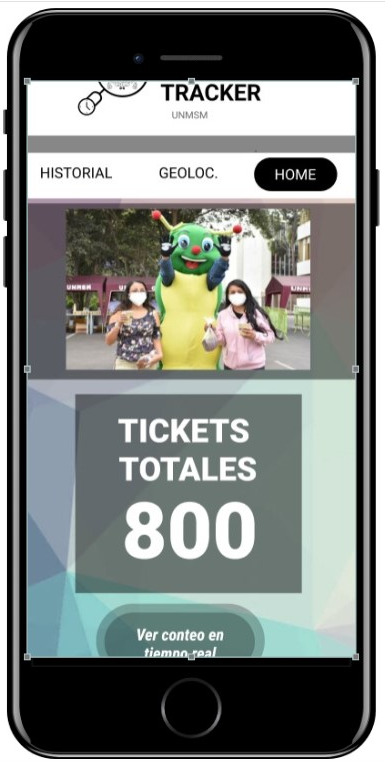 TRACKER
UNMSM
HISTORIAL
GEOLOC.
HOME
UNMSM
TICKETS
TOTALES
800
Ver conteo en
tiempo real